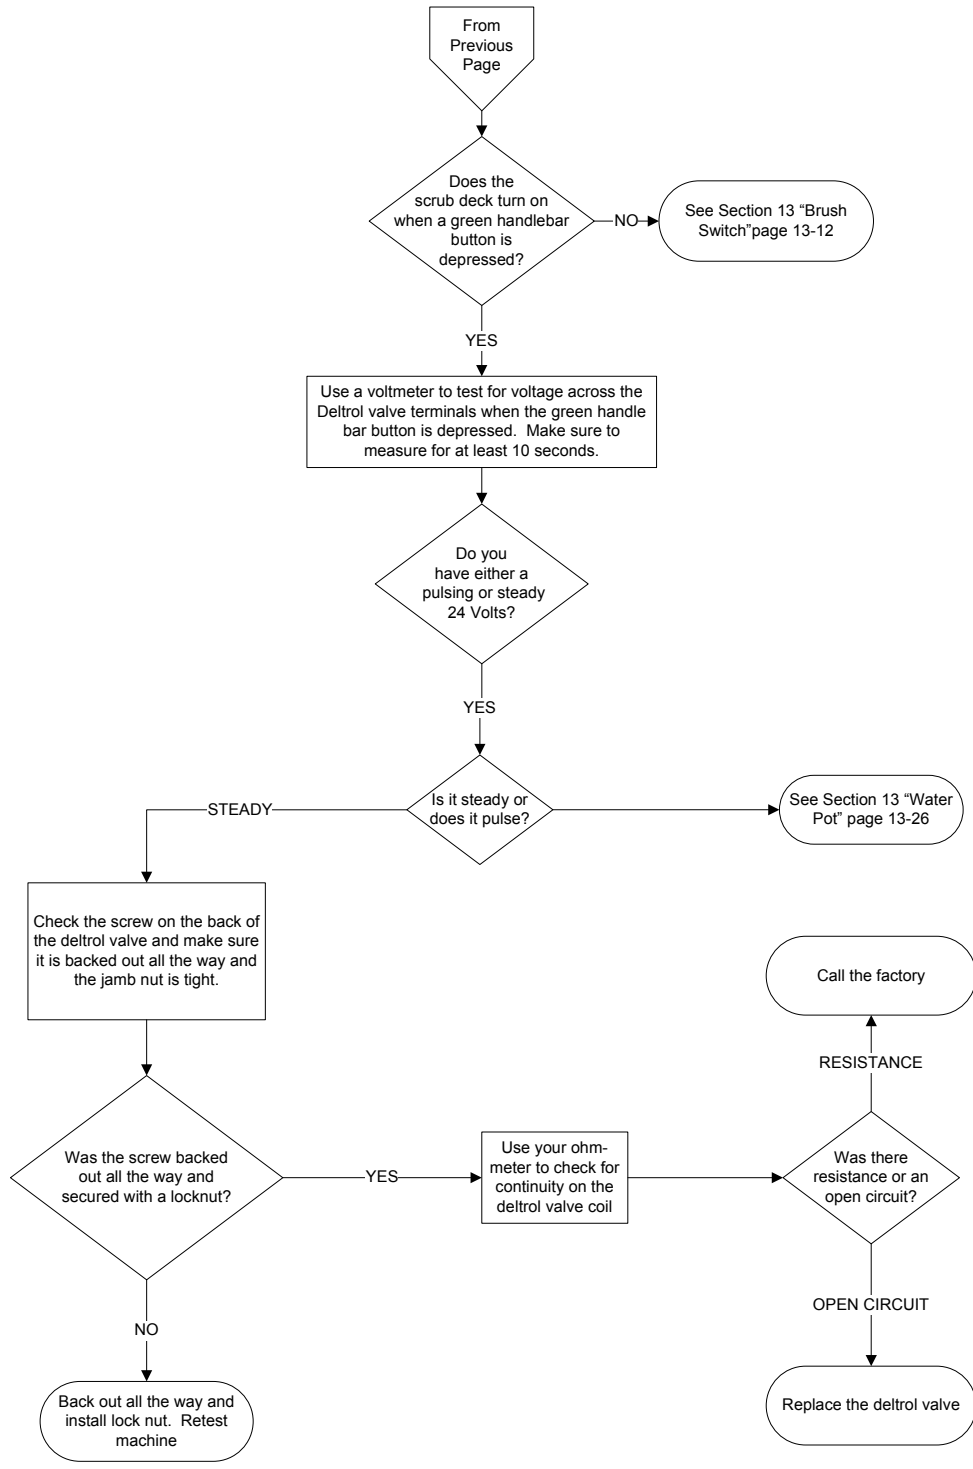 From
Previous
Page
Does the
scrub deck turn on
when a green handlebar
button is
depressed?
NO
See Section 13 “Brush
Switch”page 13-12
YES
Use a voltmeter to test for voltage across the
Deltrol valve terminals when the green handle
bar button is depressed. Make sure to
measure for at least 10 seconds.
Do you
have either a
pulsing or steady
24 Volts?
YES
Is it steady or
does it pulse?
STEADY
See Section 13 “Water
Pot” page 13-26
Check the screw on the back of
the deltrol valve and make sure
it is backed out all the way and
the jamb nut is tight.
Call the factory
RESISTANCE
Was the screw backed
out all the way and
secured with a locknut?
YES
Use your ohm-
meter to check for
continuity on the
deltrol valve coil
Was there
resistance or an
open circuit?
OPEN CIRCUIT
NO
Back out all the way and
install lock nut. Retest
machine
Replace the deltrol valve